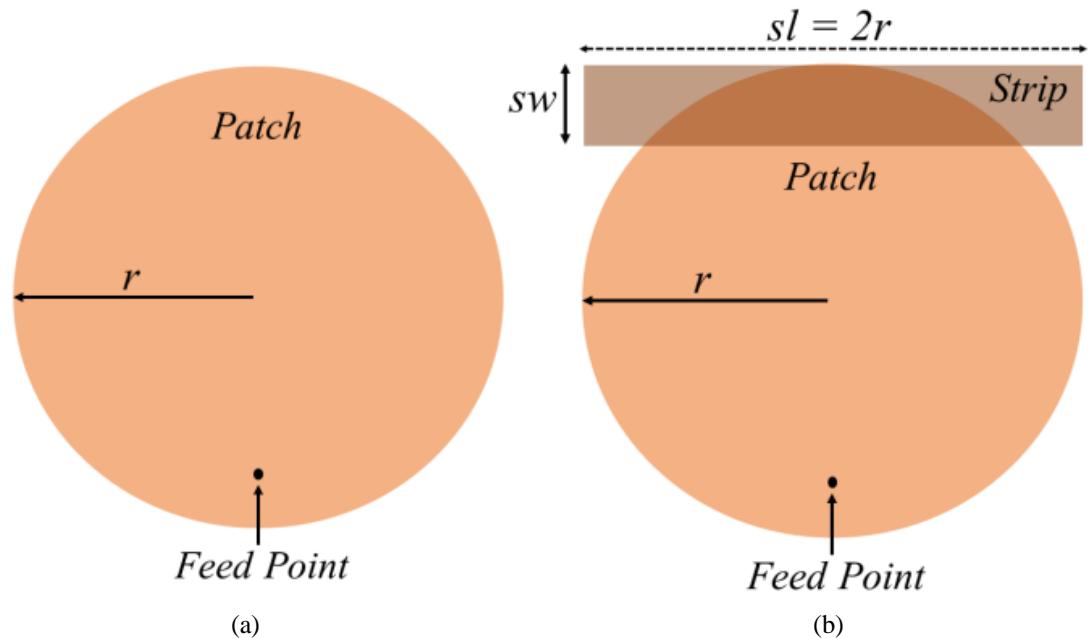 Patch
r
Feed Point
(a)
sl = 2r
sw
Strip
Patch
r
Feed Point
(b)